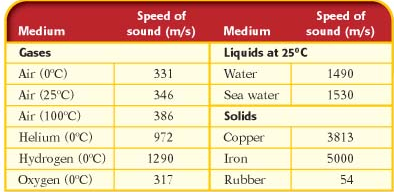 Medium Speed of sound (m/s) Medium Speed of sound (m/s)
Gases Liquids at 25°C
Air (0°C) 331 Water 1490
Air (25°C) 346 Sea water 1530
Air (100°C) 386 Solids
Helium (0°C) 972 Copper 3813
Hydrogen (0°C) 1290 Iron 5000
Oxygen (0°C) 317 Rubber 54